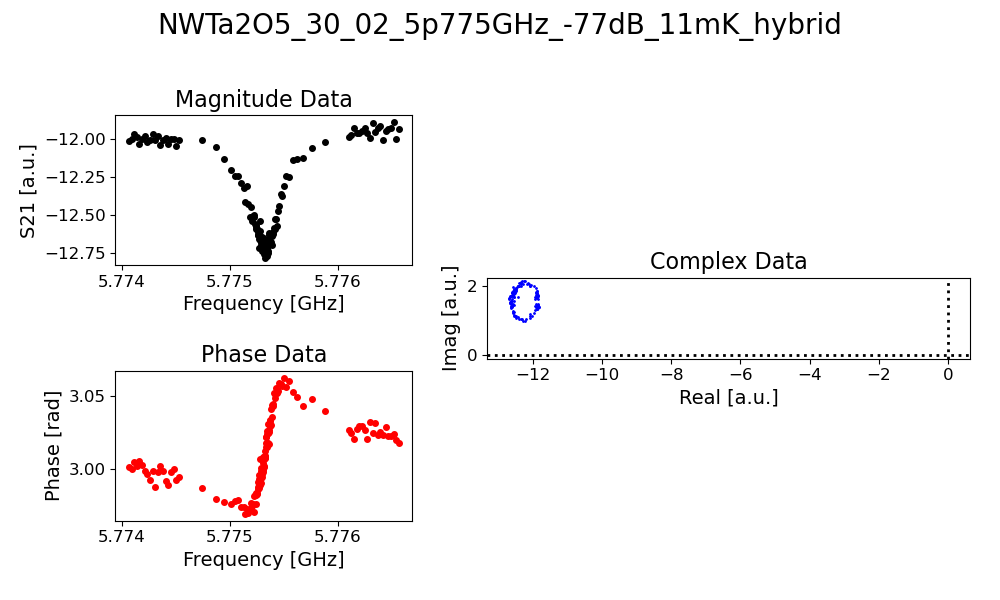 NWTa2O5_30_02_5p775GHz_-77dB_11mK_hybrid
Magnitude Data
S21 [a.u.]
−12.00
−12.25
−12.50
−12.75
5.774 5.775 5.776
Frequency [GHz]
Phase Data
Phase [rad]
3.05
3.00
5.774 5.775 5.776
Frequency [GHz]
Complex Data
Imag [a.u.]
2
0
−12 −10 −8 −6 −4 −2 0
Real [a.u.]